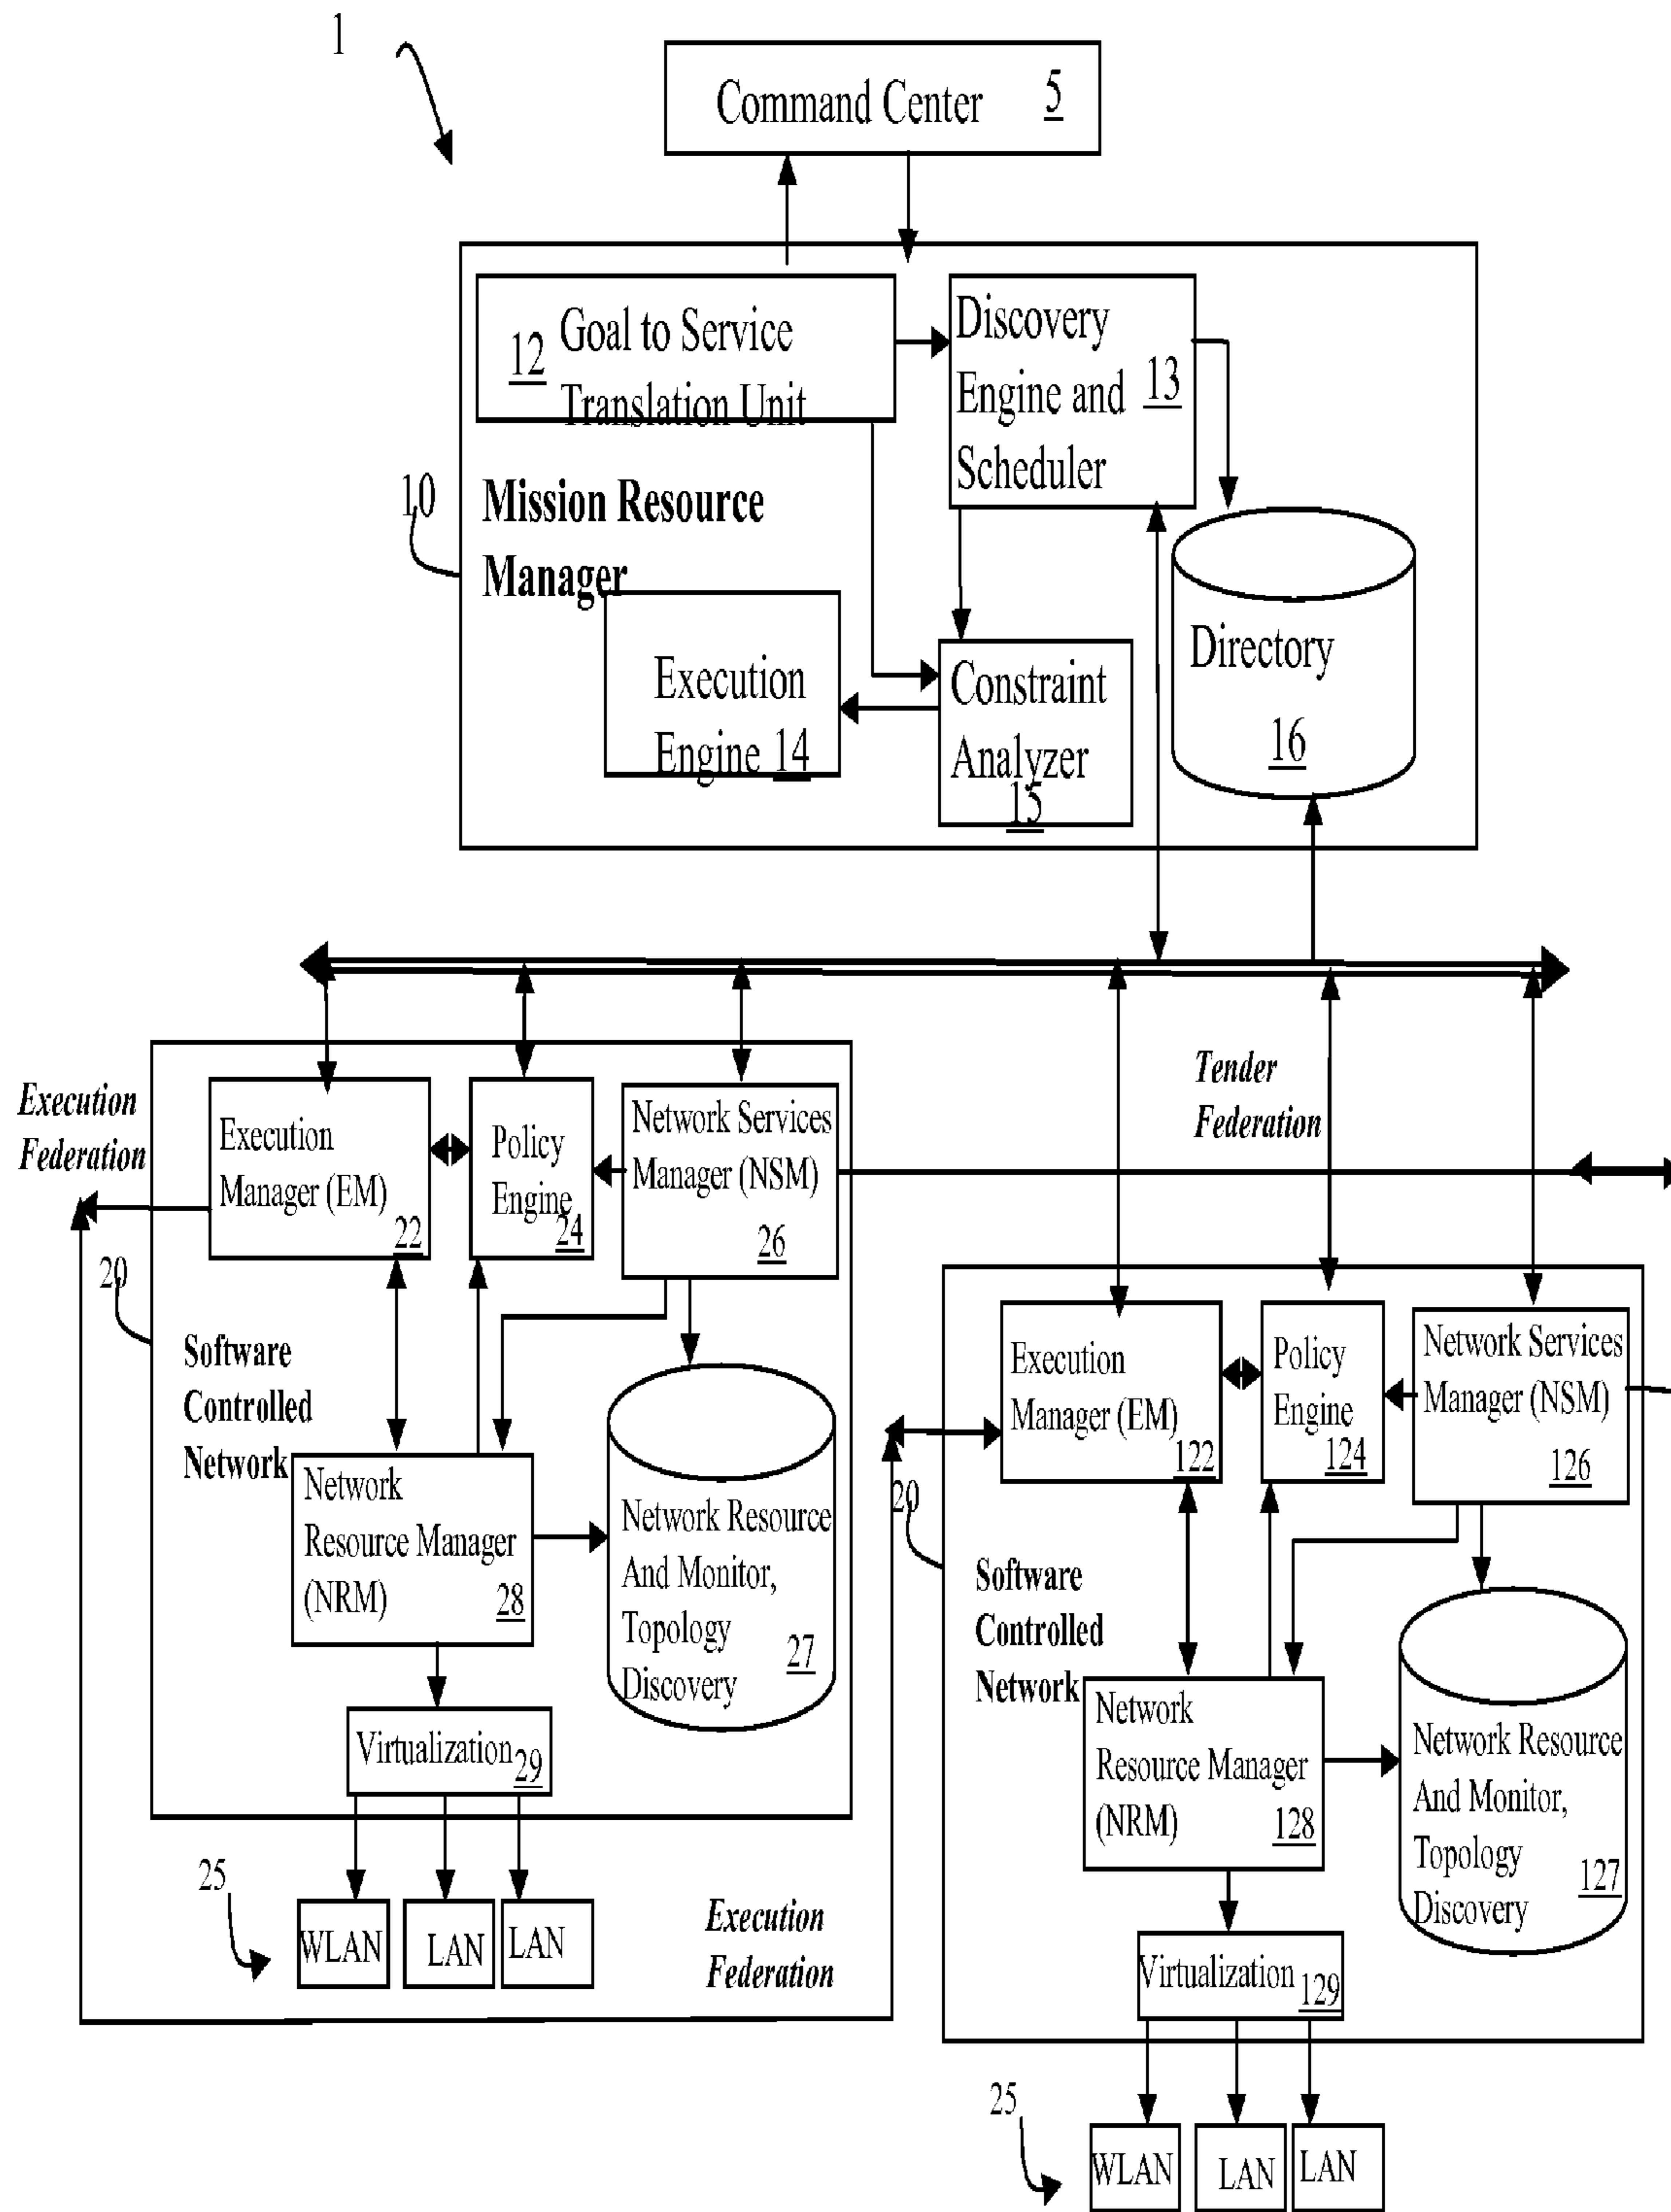 1
Command Center 5
12 Goal to Service
Translation Unit
Discovery
Engine and 13
Scheduler
10
Mission Resource
Manager
Execution
Engine 14
Constraint
Analyzer
15
Directory
16
Execution
Federation
Execution
Manager (EM)
22
Policy
Engine
24
Network Services
Manager (NSM)
26
Tender
Federation
20
Software
Controlled
Network
Network
Resource Manager
(NRM)
28
Network Resource
And Monitor,
Topology
Discovery
27
Virtualization 29
25
WLAN
LAN
LAN
Execution
Federation
Execution
Manager (EM)
122
Policy
Engine
124
Network Services
Manager (NSM)
126
20
Software
Controlled
Network
Network
Resource Manager
(NRM)
128
Network Resource
And Monitor,
Topology
Discovery
127
Virtualization 129
25
WLAN
LAN
LAN